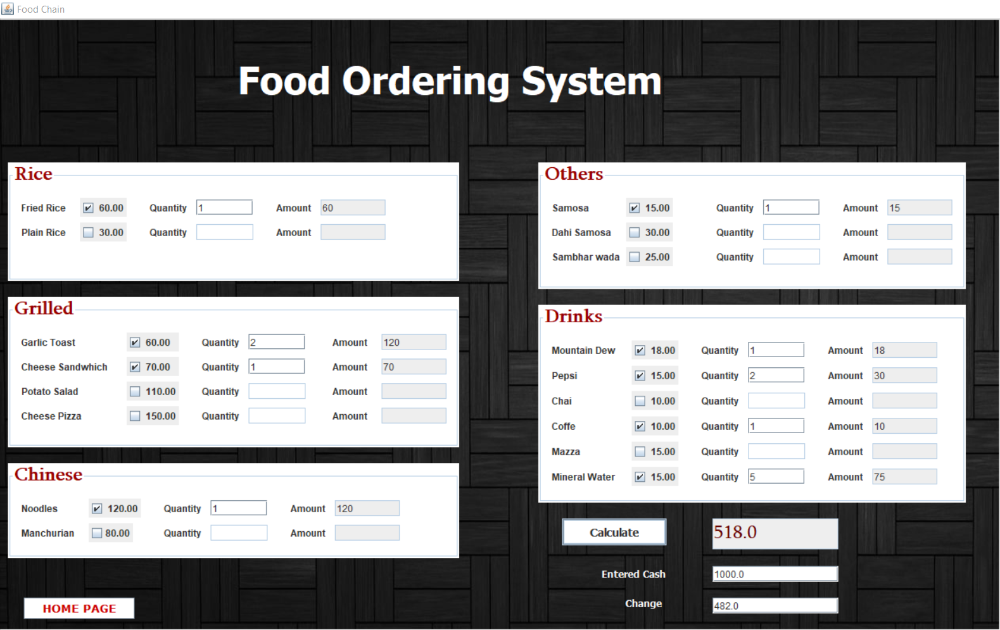 Food Chain
Food Ordering System
Rice
Fried Rice 60.00 Quantity 1 Amount 60
Plain Rice 30.00 Quantity Amount
Grilled
Garlic Toast 60.00 Quantity 2 Amount 120
Cheese Sandwhich 70.00 Quantity 1 Amount 70
Potato Salad 110.00 Quantity Amount
Cheese Pizza 150.00 Quantity Amount
Chinese
Noodles 120.00 Quantity 1 Amount 120
Manchurian 80.00 Quantity Amount
HOME PAGE
Others
Samosa 15.00 Quantity 1 Amount 15
Dahi Samosa 30.00 Quantity Amount
Sambhar wada 25.00 Quantity Amount
Drinks
Mountain Dew 18.00 Quantity 1 Amount 18
Pepsi 15.00 Quantity 2 Amount 30
Chai 10.00 Quantity Amount
Coffe 10.00 Quantity 1 Amount 10
Mazza 15.00 Quantity Amount
Mineral Water 15.00 Quantity 5 Amount 75
Calculate 518.0
Entered Cash 1000.0
Change 482.0